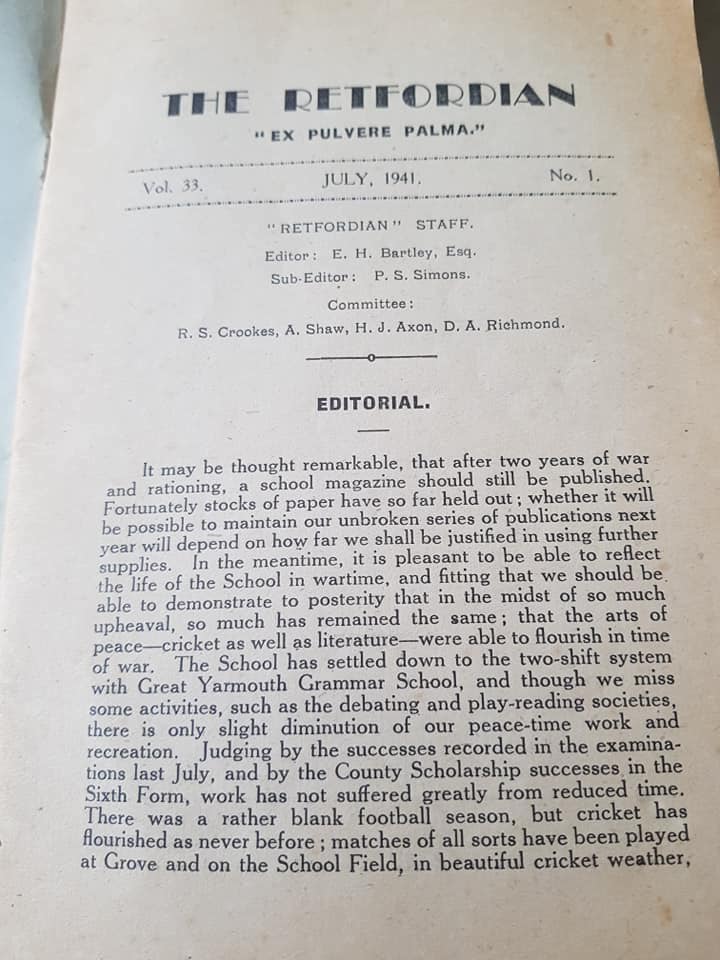 THE RETFORDIAN
"EX PULVERE PALMA."
Vol. 33. JULY, 1941. No. 1.
"RETFORDIAN" STAFF.
Editor: E. H. Bartley, Esq.
Sub-Editor: P. S. Simons.
Committee:
R. S. Crookes, A. Shaw, H. J. Axon, D. A. Richmond.
EDITORIAL.
It may be thought remarkable, that after two years of war
and rationing, a school magazine should still be published.
Fortunately stocks of paper have so far held out; whether it will
be possible to maintain our unbroken series of publications next
year will depend on how far we shall be justified in using further
supplies. In the meantime, it is pleasant to be able to reflect
the life of the School in wartime, and fitting that we should be
able to demonstrate to posterity that in the midst of so much
upheaval, so much has remained the same; that the arts of
peace—cricket as well as literature—were able to flourish in time
of war. The School has settled down to the two-shift system
with Great Yarmouth Grammar School, and though we miss
some activities, such as the debating and play-reading societies,
there is only slight diminution of our peace-time work and
recreation. Judging by the successes recorded in the examina-
tions last July, and by the County Scholarship successes in the
Sixth Form, work has not suffered greatly from reduced time.
There was a rather blank football season, but cricket has
flourished as never before; matches of all sorts have been played
at Grove and on the School Field, in beautiful cricket weather,